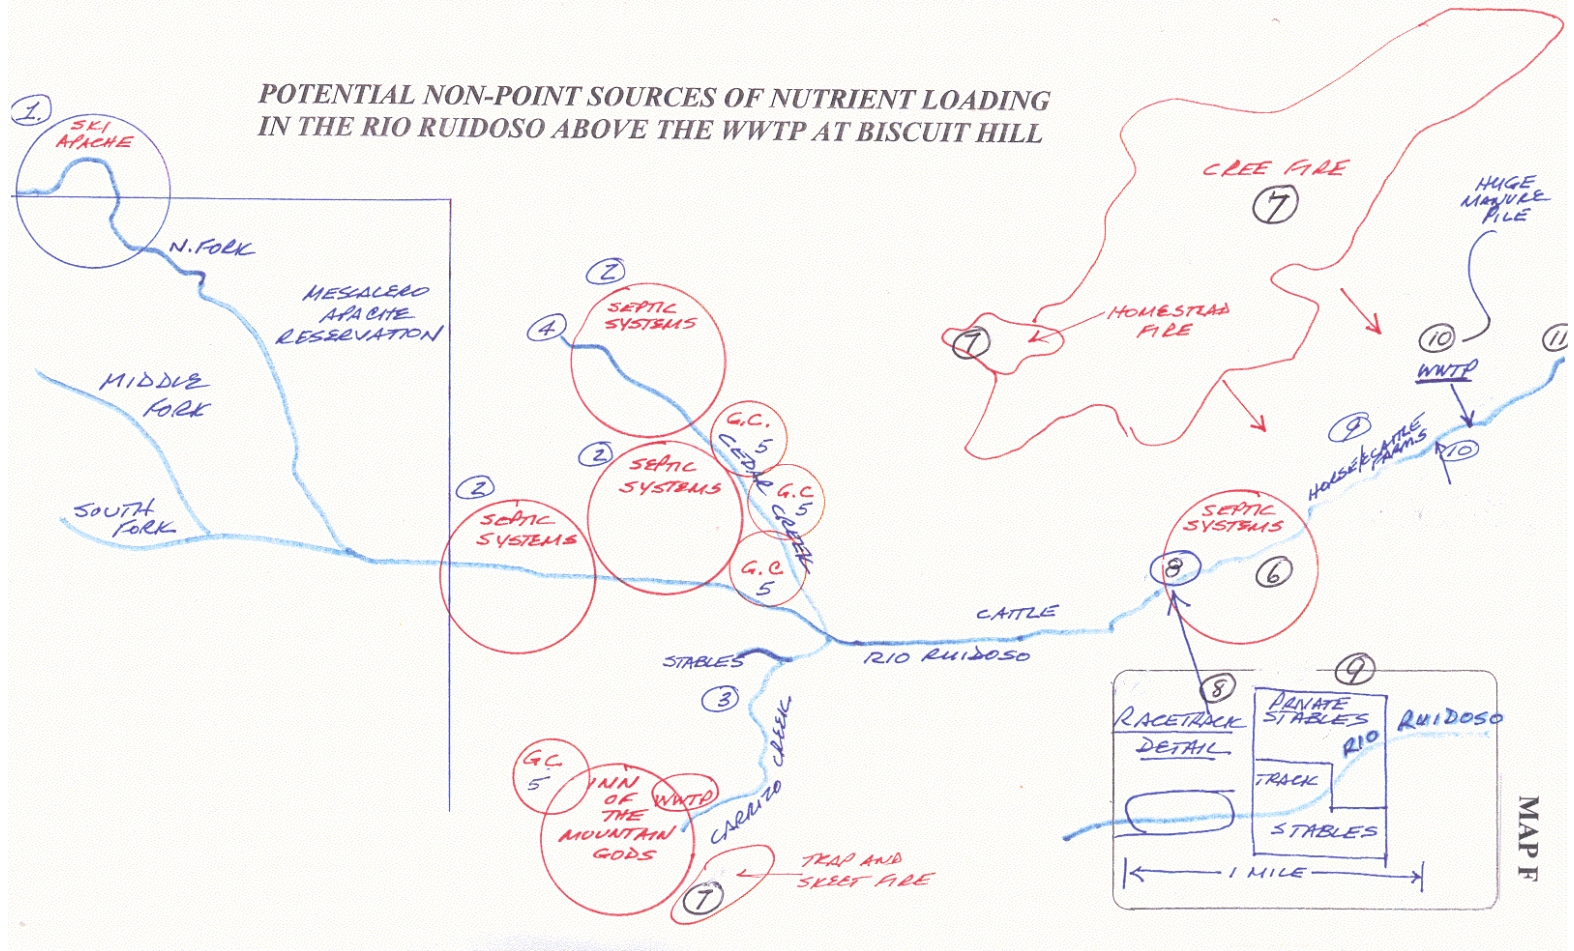 POTENTIAL NON-POINT SOURCES OF NUTRIENT LOADING
IN THE RIO RUIDOSO ABOVE THE WWTP AT BISCUIT HILL
1.
SKI
APACHE
N. FORK
MESCALERO
APACHE
RESERVATION
MIDDLE
FORK
SOUTH
FORK
2
SEPTIC
SYSTEMS
4
2
SEPTIC
SYSTEMS
2
SEPTIC
SYSTEMS
G.C.
5
G.C
5
G.C
5
CEDAR CREEK
CREE FIRE
7
HOMESTEAD
FIRE
7
HUGE
MANURE
PILE
10
11
WWTP
10
9
HORSE/CATTLE
FARMS
SEPTIC
SYSTEMS
8
6
CATTLE
RIO RUIDOSO
STABLES
3
CARRIZO CREEK
G.C.
5
INN
OF
THE
MOUNTAIN
GODS
WWTP
TRAP AND
SKEET FIRE
7
8
9
RACETRACK
DETAIL
PRIVATE
STABLES
RIO RUIDOSO
TRACK
STABLES
1 MILE
MAP F